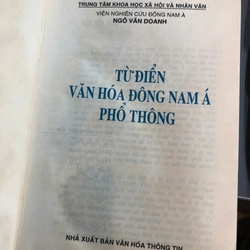 TRUNG TÂM KHOA HỌC XÃ HỘI VÀ NHÂN VĂN
VIỆN NGHIÊN CỨU ĐÔNG NAM Á
NGÔ VĂN DOANH
TỪ ĐIỂN
VĂN HÓA ĐÔNG NAM Á
PHỔ THÔNG
NHÀ XUẤT BẢN VĂN HÓA THÔNG TIN